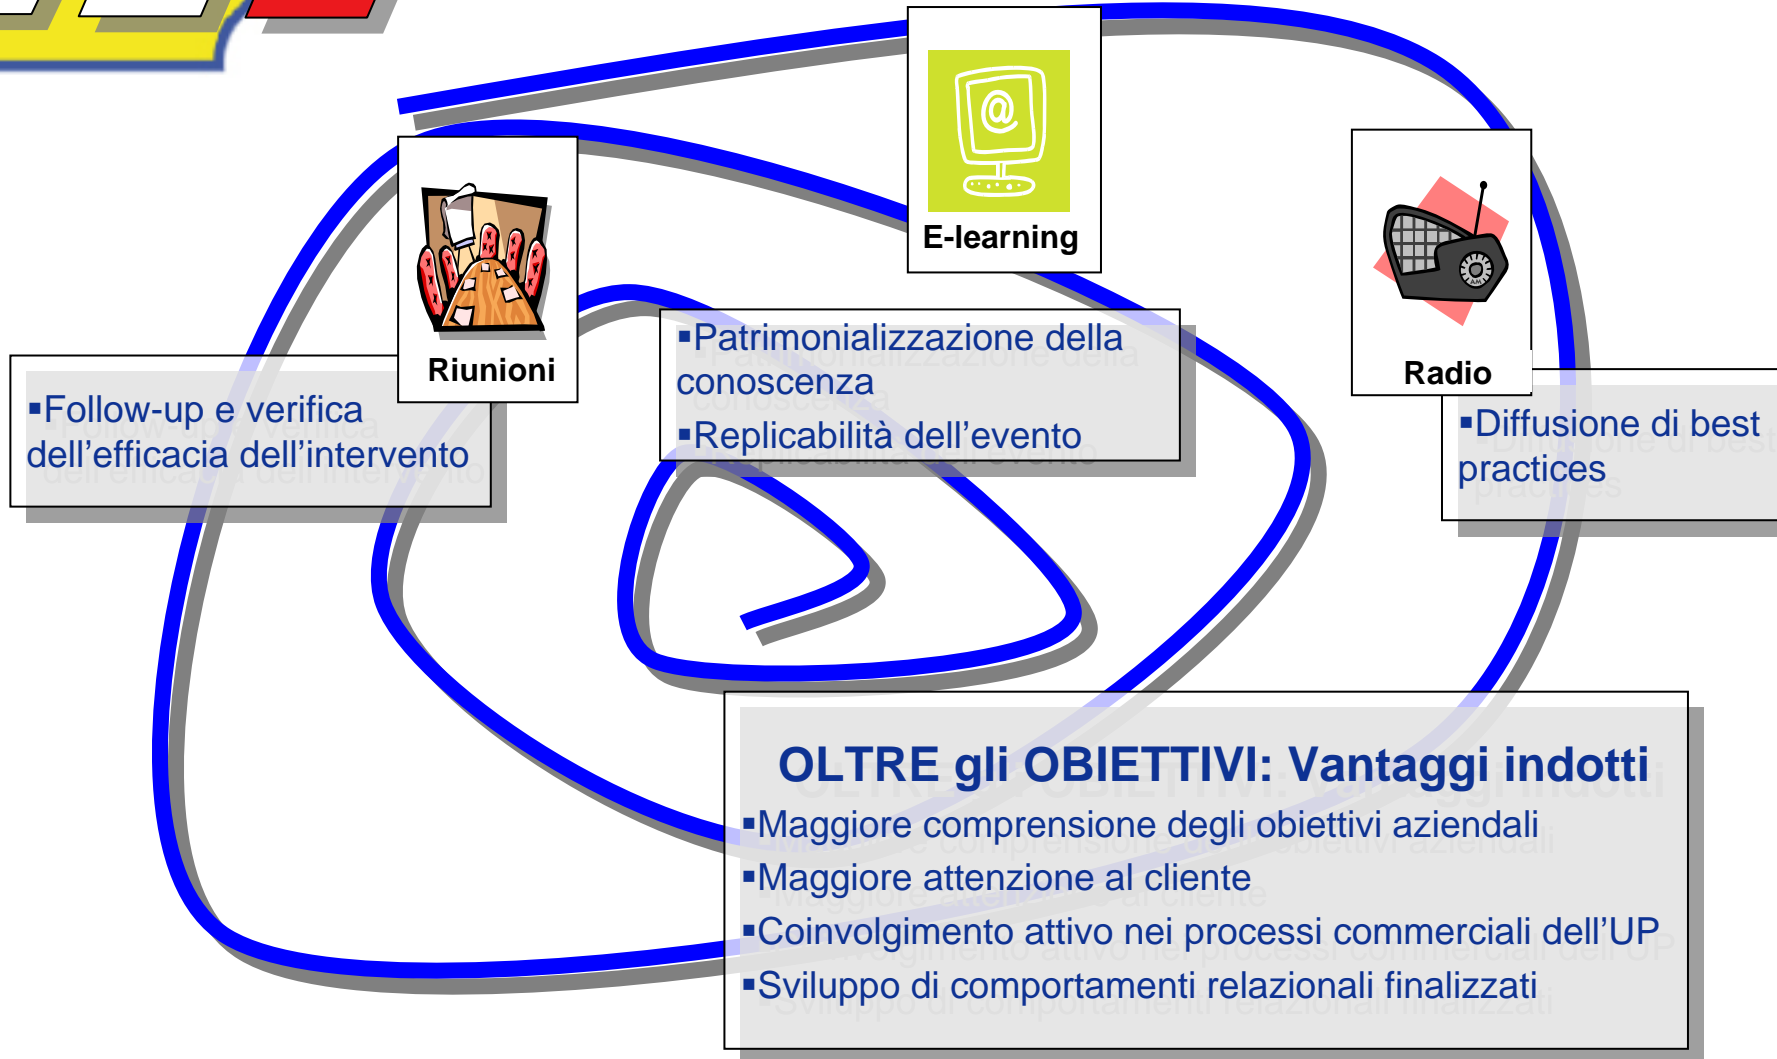 E-learning
Riunioni
Radio
▪Follow-up e verifica
dell’efficacia dell’intervento
▪Patrimonializzazione della
conoscenza
▪Replicabilità dell’evento
▪Diffusione di best
practices
OLTRE gli OBIETTIVI: Vantaggi indotti
▪Maggiore comprensione degli obiettivi aziendali
▪Maggiore attenzione al cliente
▪Coinvolgimento attivo nei processi commerciali dell’UP
▪Sviluppo di comportamenti relazionali finalizzati
@
AM